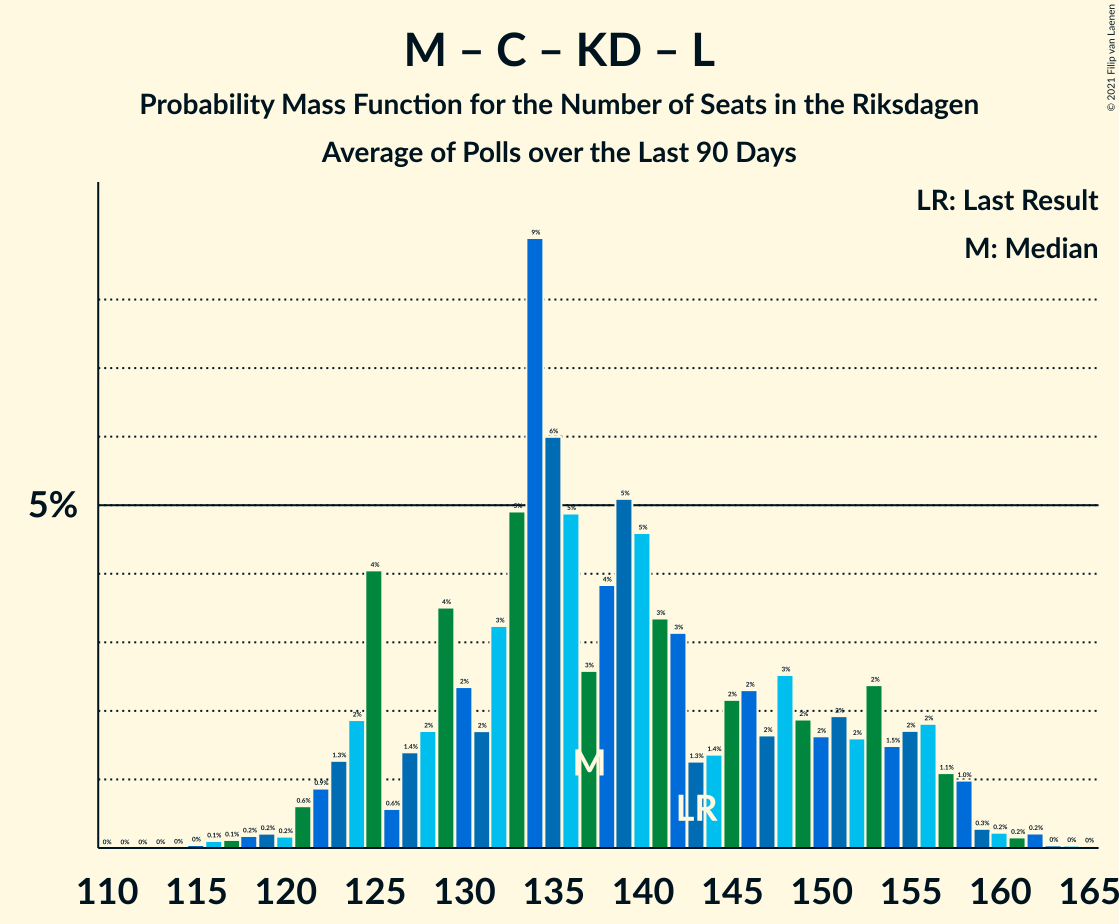 M – C – KD – L
Probability Mass Function for the Number of Seats in the Riksdagen
Average of Polls over the Last 90 Days
© 2021 Filip van Laenen
LR: Last Result
M: Median
5%
0% 0% 0% 0% 0% 0% 0.1% 0.1% 0.2% 0.2% 0.2% 0.6% 0.9% 1.3% 2% 4% 0.6% 1.4% 2% 4% 2% 2% 3% 5% 9% 6% 5% 3% 4% 5% 5% 3% 3% 1.3% 1.4% 2% 2% 2% 3% 2% 2% 2% 2% 2% 1.5% 2% 2% 1.1% 1.0% 0.3% 0.2% 0.2% 0.2% 0% 0% 0%
M
LR
110 115 120 125 130 135 140 145 150 155 160 165